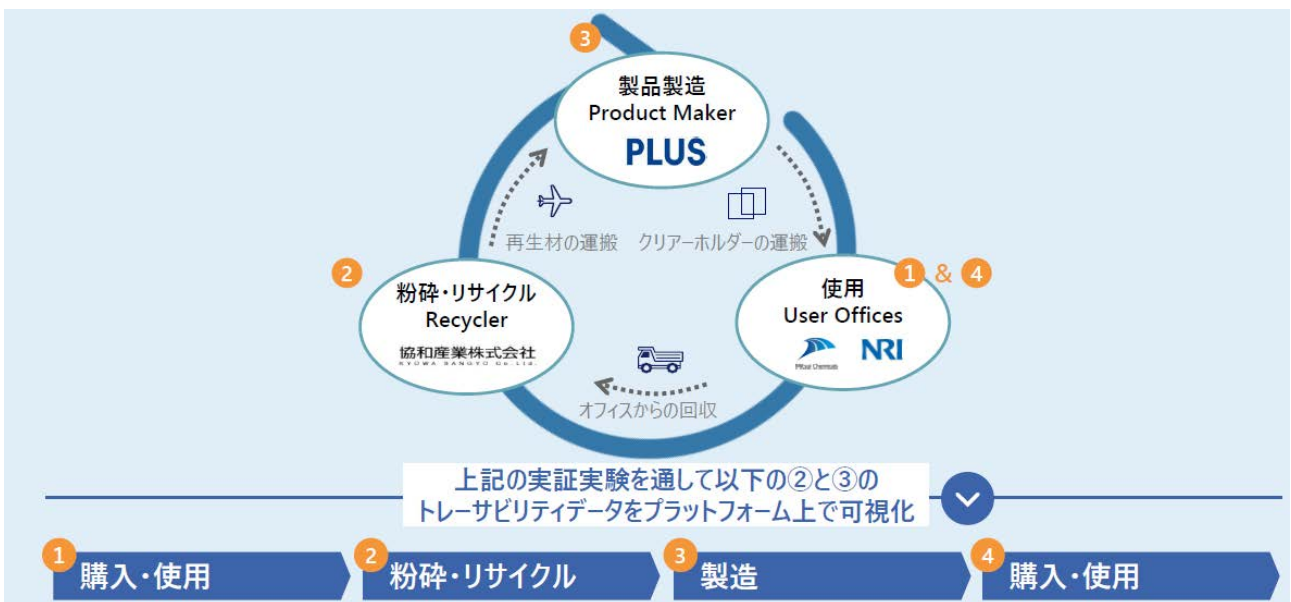 3
製品製造
Product Maker
PLUS
再生材の運搬
クリアーホルダーの運搬
2
粉砕・リサイクル
Recycler
協和産業株式会社
KYOWA SANGYO Co.Ltd.
1 & 4
使用
User Offices
Mitsui Chemicals
NRI
オフィスからの回収
上記の実証実験を通して以下の②と③の
トレーサビリティデータをプラットフォーム上で可視化
1 購入・使用
2 粉砕・リサイクル
3 製造
4 購入・使用